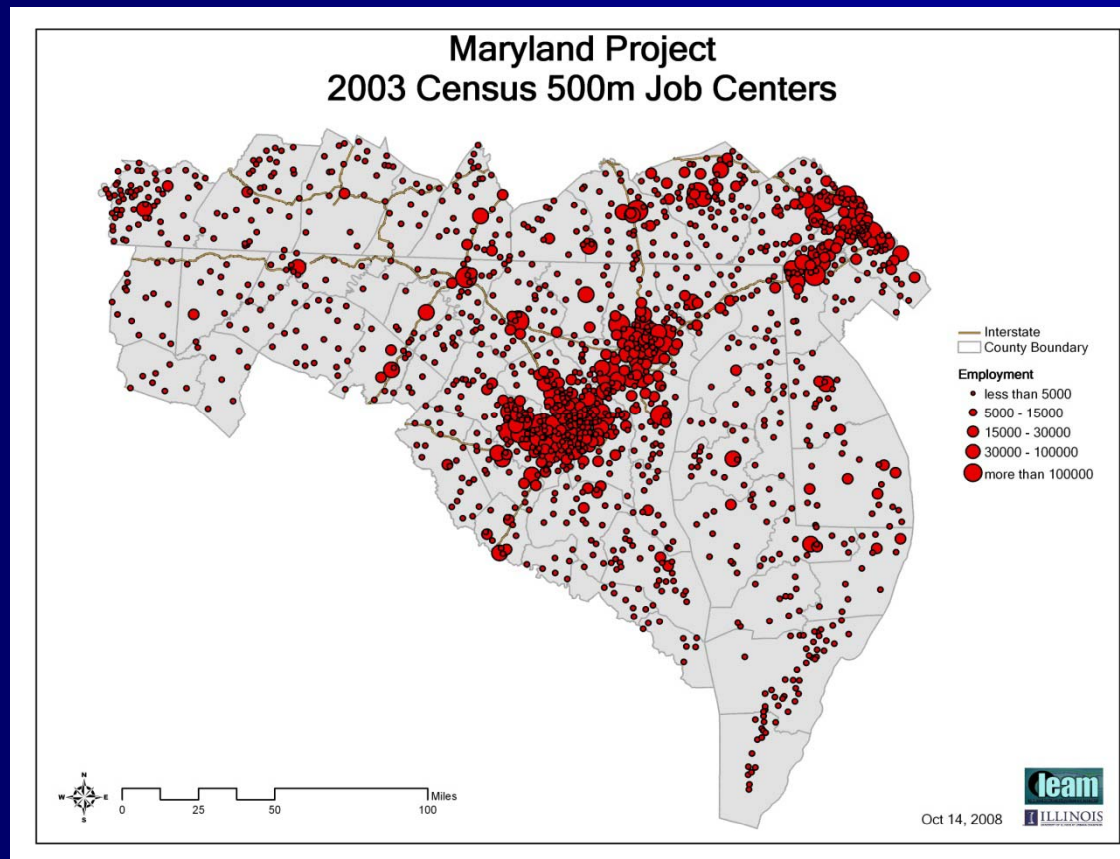 Maryland Project
2003 Census 500m Job Centers
Interstate
County Boundary
Employment
less than 5000
5000 - 15000
15000 - 30000
30000 - 100000
more than 100000
N
W E
S
0 25 50 100 Miles
Oct 14, 2008
leam
ILLINOIS